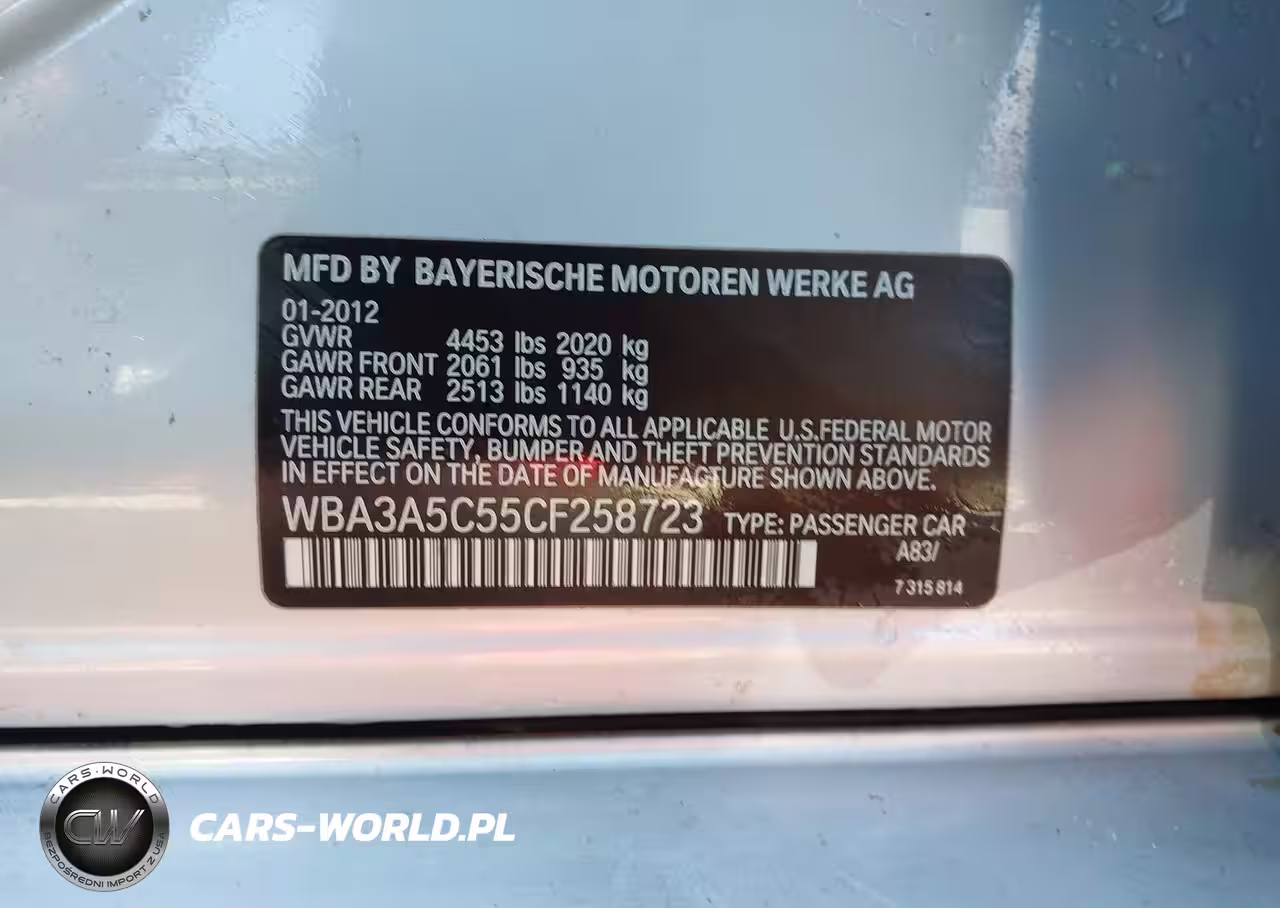 MFD BY BAYERISCHE MOTOREN WERKE AG
01-2012
GVWR 4453 lbs 2020 kg
GAWR FRONT 2061 lbs 935 kg
GAWR REAR 2513 lbs 1140 kg
THIS VEHICLE CONFORMS TO ALL APPLICABLE U.S.FEDERAL MOTOR
VEHICLE SAFETY, BUMPER AND THEFT PREVENTION STANDARDS
IN EFFECT ON THE DATE OF MANUFACTURE SHOWN ABOVE.
WBA3A5C55CF258723 TYPE: PASSENGER CAR
A83/
7 315 814
CARS-WORLD
CW
BEZPOŚREDNI IMPORT Z USA
CARS-WORLD.PL